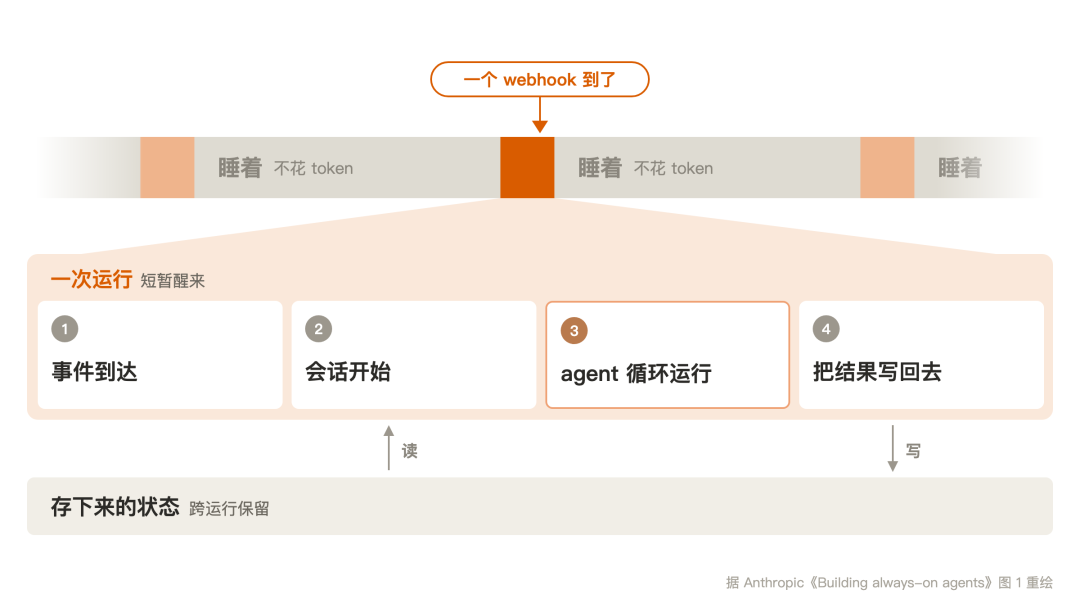 一个 webhook 到了
睡着 不花 token
睡着 不花 token
睡着
一次运行 短暂醒来
1
事件到达
2
会话开始
3
agent 循环运行
4
把结果写回去
读
写
存下来的状态 跨运行保留
据 Anthropic《Building always-on agents》图 1 重绘